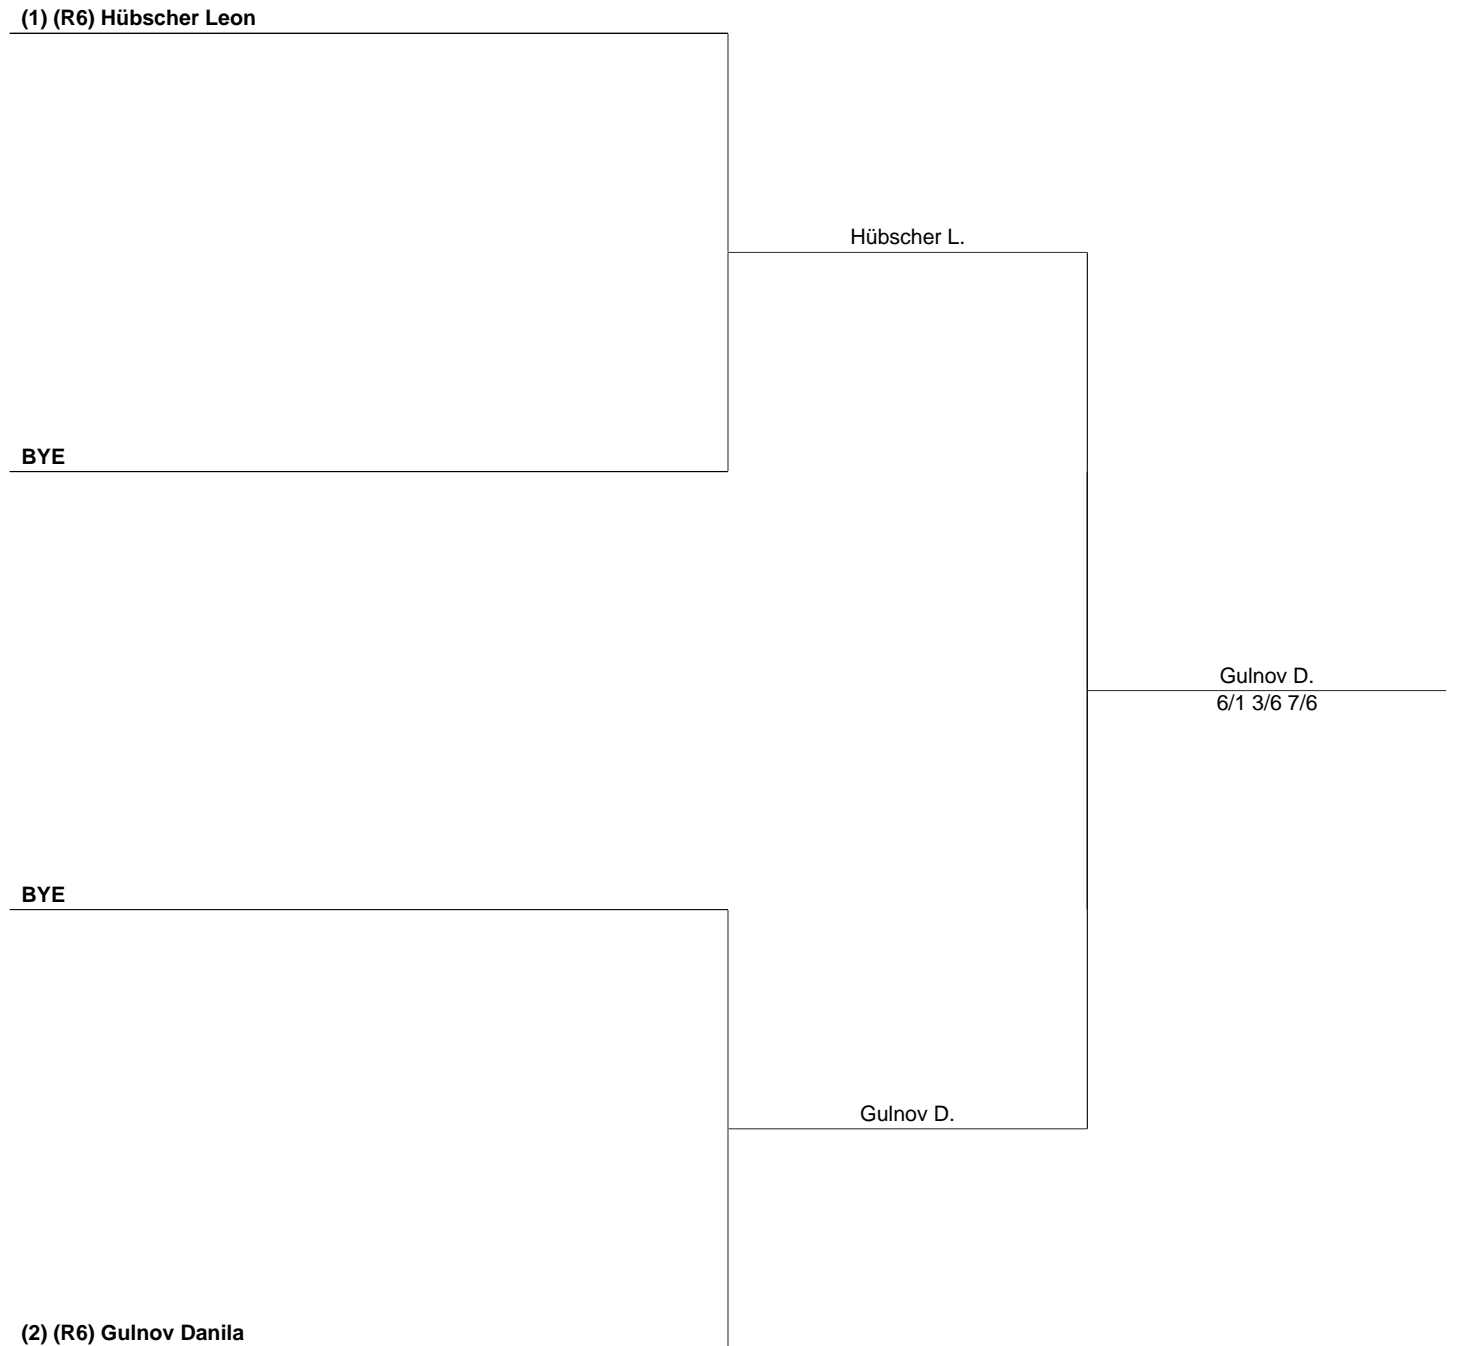 (1) (R6) Hübscher Leon
Hübscher L.
BYE
Gulnov D.
6/1 3/6 7/6
BYE
Gulnov D.
(2) (R6) Gulnov Danila